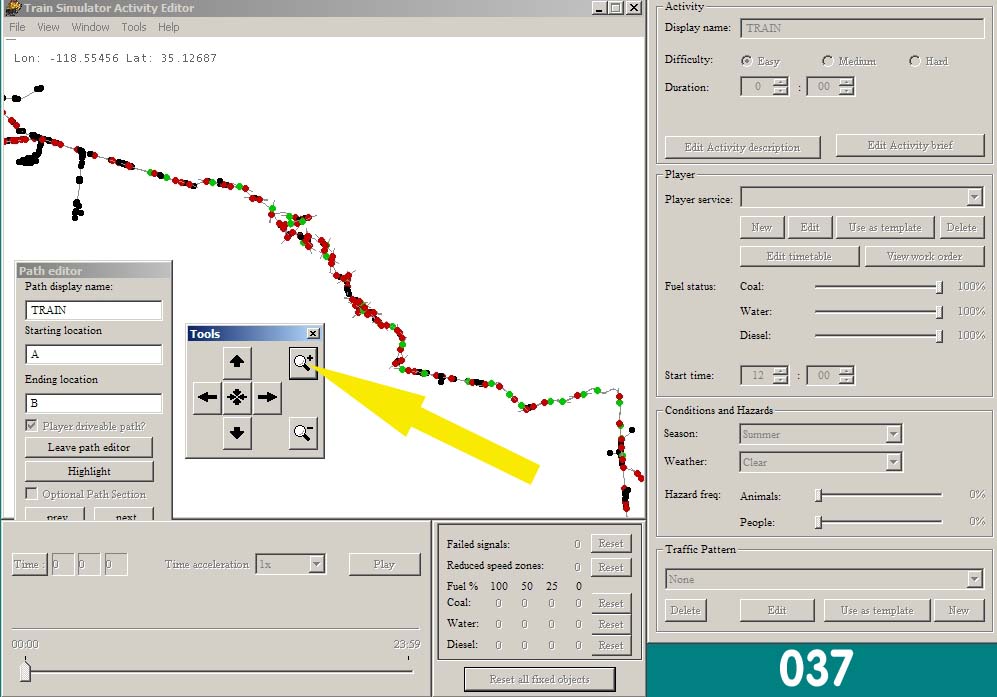 Train Simulator Activity Editor
File View Window Tools Help
Lon: -118.55456 Lat: 35.12687
Path editor
Path display name:
TRAIN
Starting location
A
Ending location
B
Player driveable path?
Leave path editor
Highlight
Optional Path Section
prev next
Tools
Time : 0 0 0 Time acceleration 1x Play
00:00 23:59
Failed signals: 0 Reset
Reduced speed zones: 0 Reset
Fuel % 100 50 25 0
Coal: 0 0 0 0 Reset
Water: 0 0 0 0 Reset
Diesel: 0 0 0 0 Reset
Reset all fixed objects
Activity
Display name: TRAIN
Difficulty: Easy Medium Hard
Duration: 0 : 00
Edit Activity description Edit Activity brief
Player
Player service:
New Edit Use as template Delete
Edit timetable View work order
Fuel status: Coal: 100%
Water: 100%
Diesel: 100%
Start time: 12 : 00
Conditions and Hazards
Season: Summer
Weather: Clear
Hazard freq: Animals: 0%
People: 0%
Traffic Pattern
None
Delete Edit Use as template New
037